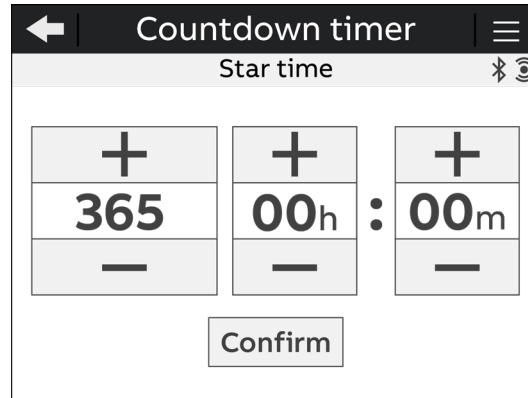 Countdown timer
Star time
+ + +
365 00h : 00m
− − −
Confirm